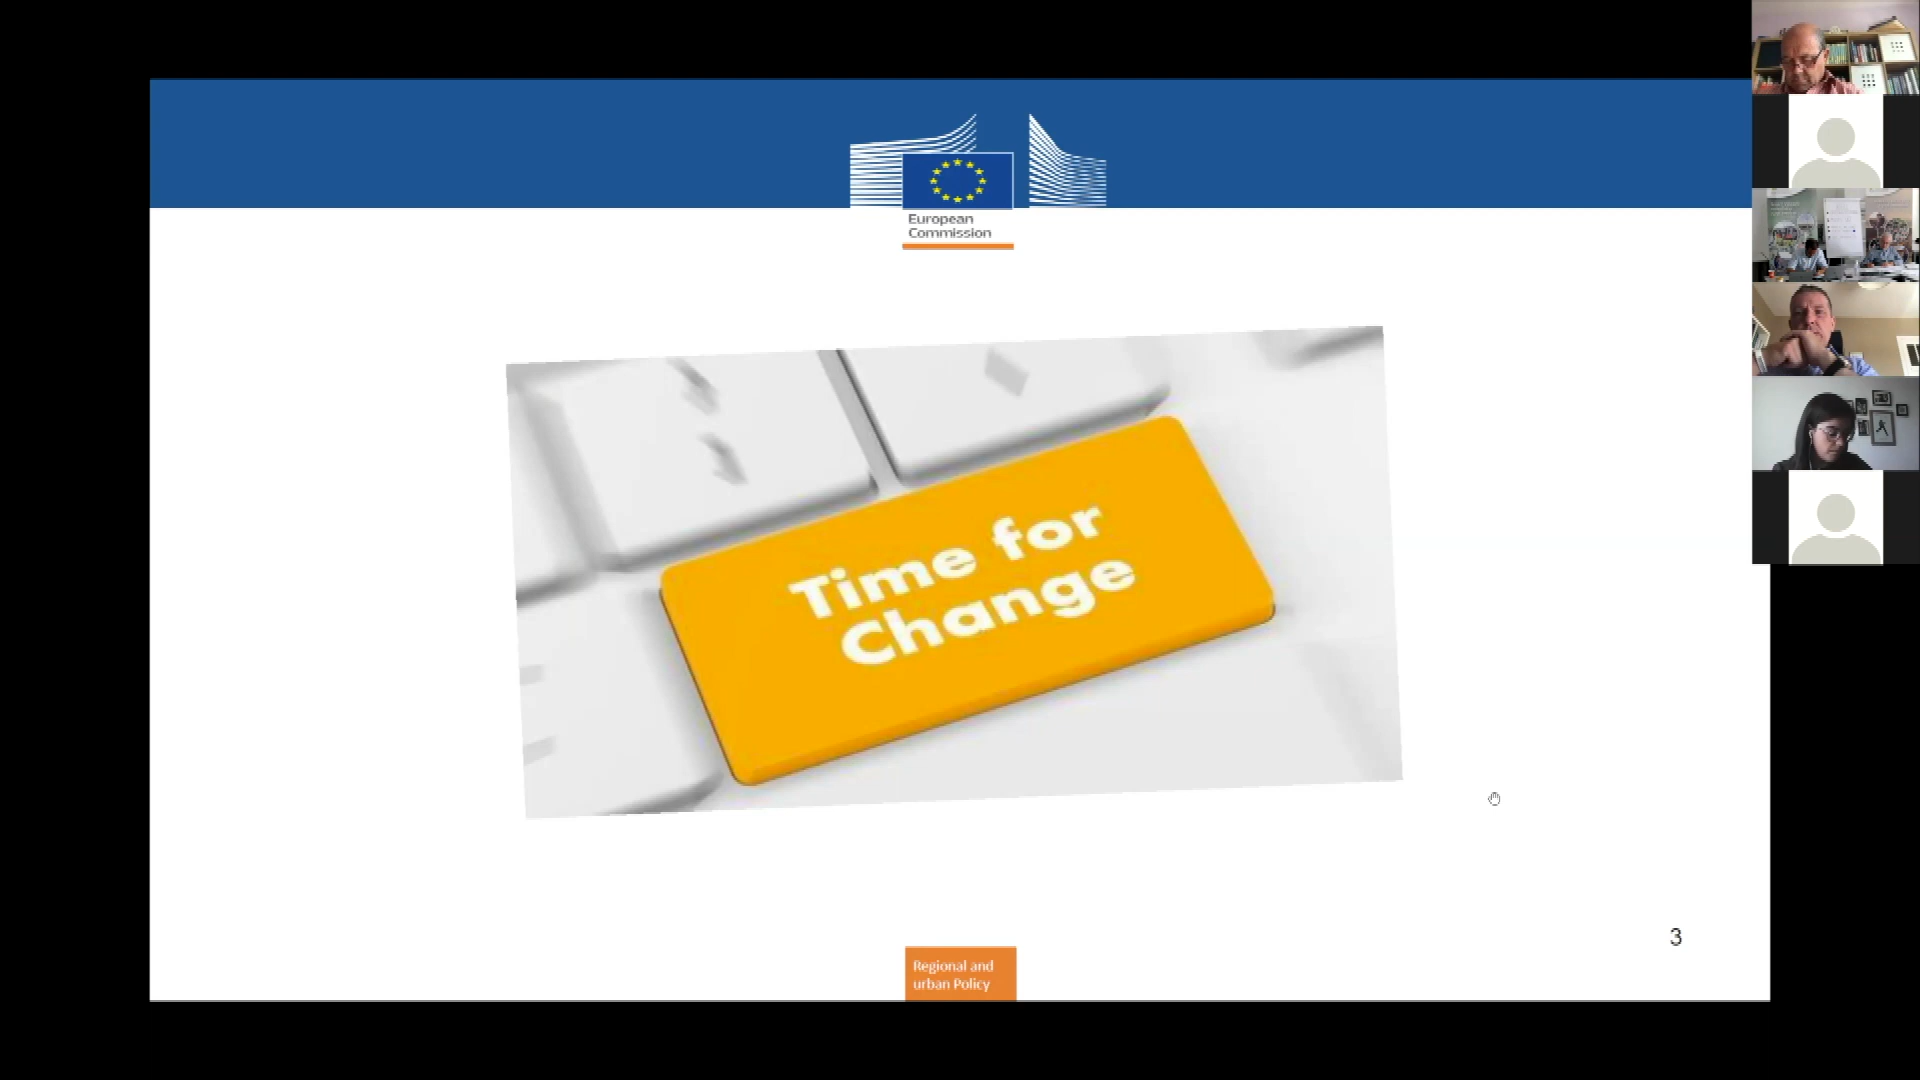 European
Commission
Time for
Change
3
Regional and
urban Policy